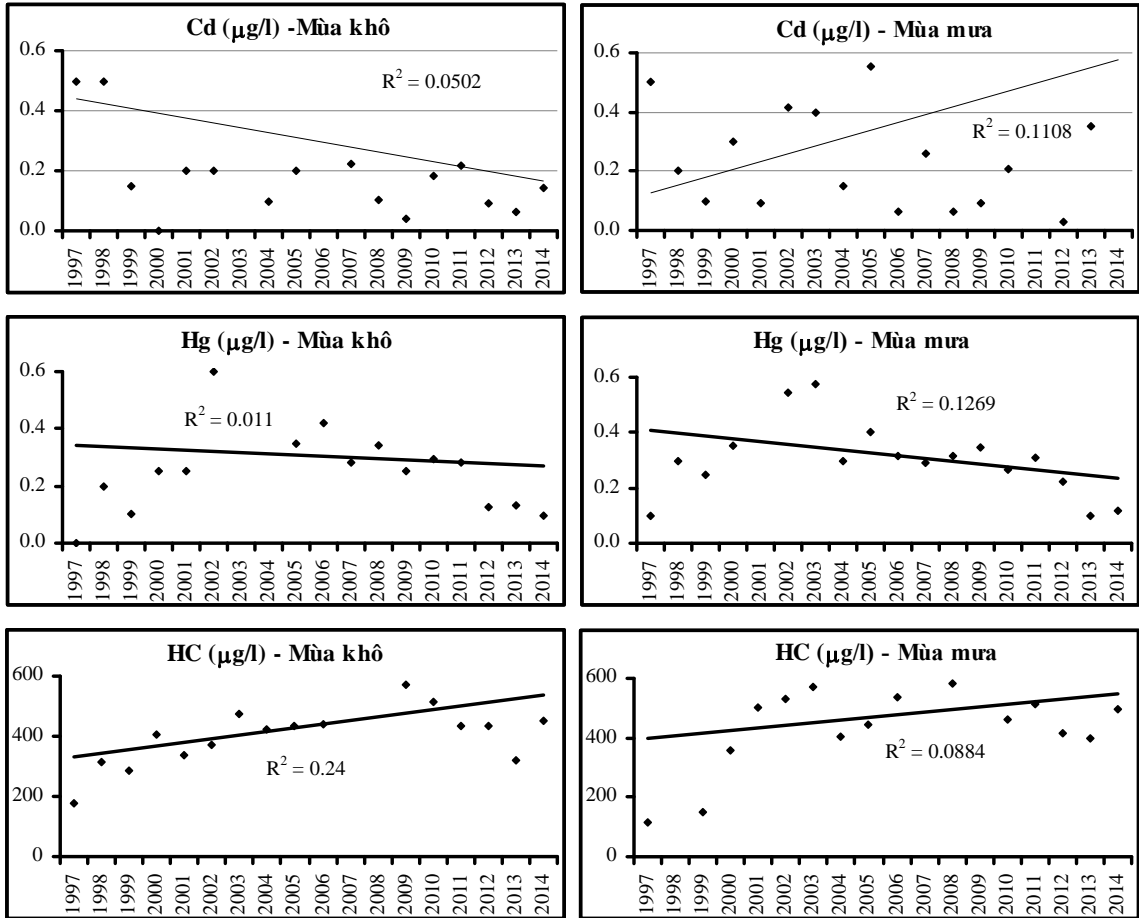 Cd (μg/l) -Mùa khô
0.6
0.4
0.2
0.0
R² = 0.0502
1997 1998 1999 2000 2001 2002 2003 2004 2005 2006 2007 2008 2009 2010 2011 2012 2013 2014
Cd (μg/l) - Mùa mưa
0.6
0.4
0.2
0.0
R² = 0.1108
1997 1998 1999 2000 2001 2002 2003 2004 2005 2006 2007 2008 2009 2010 2011 2012 2013 2014
Hg (μg/l) - Mùa khô
0.6
0.4
0.2
0.0
R² = 0.011
1997 1998 1999 2000 2001 2002 2003 2004 2005 2006 2007 2008 2009 2010 2011 2012 2013 2014
Hg (μg/l) - Mùa mưa
0.6
0.4
0.2
0.0
R² = 0.1269
1997 1998 1999 2000 2001 2002 2003 2004 2005 2006 2007 2008 2009 2010 2011 2012 2013 2014
HC (μg/l) - Mùa khô
600
400
200
0
R² = 0.24
1997 1998 1999 2000 2001 2002 2003 2004 2005 2006 2007 2008 2009 2010 2011 2012 2013 2014
HC (μg/l) - Mùa mưa
600
400
200
0
R² = 0.0884
1997 1998 1999 2000 2001 2002 2003 2004 2005 2006 2007 2008 2009 2010 2011 2012 2013 2014